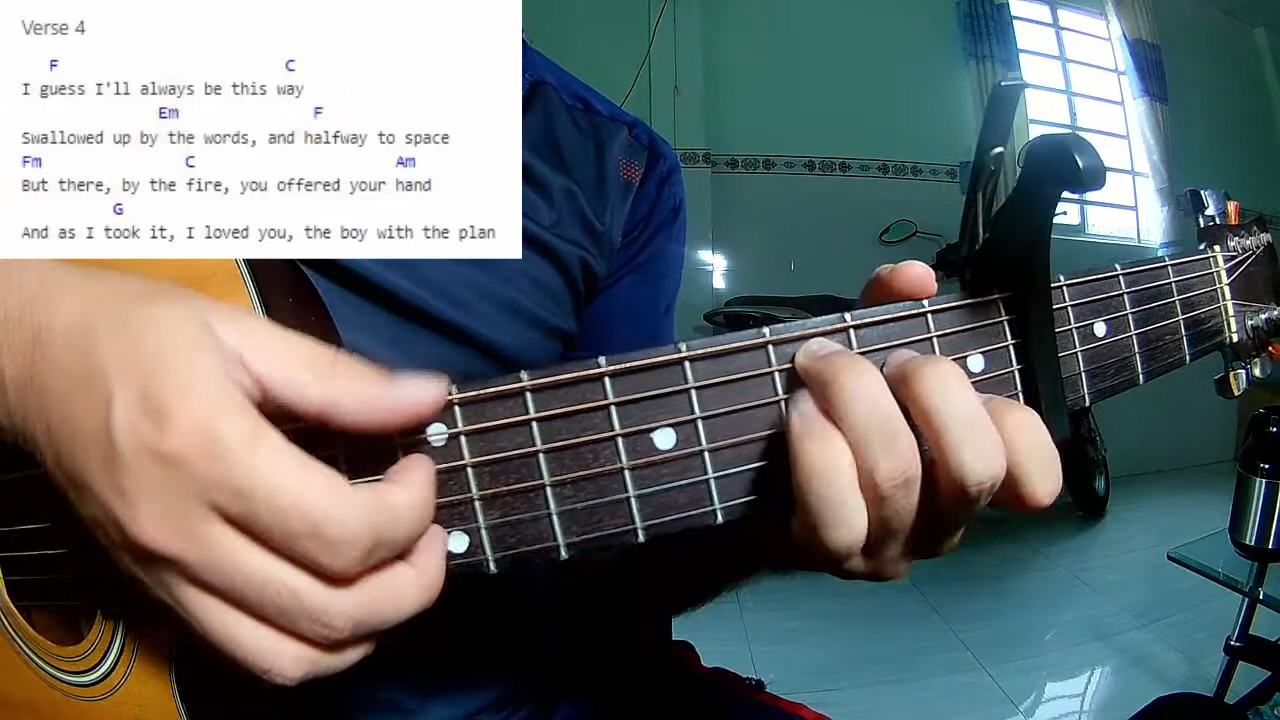 Verse 4
F C
I guess I'll always be this way
Em F
Swallowed up by the words, and halfway to space
Fm C Am
But there, by the fire, you offered your hand
G
And as I took it, I loved you, the boy with the plan